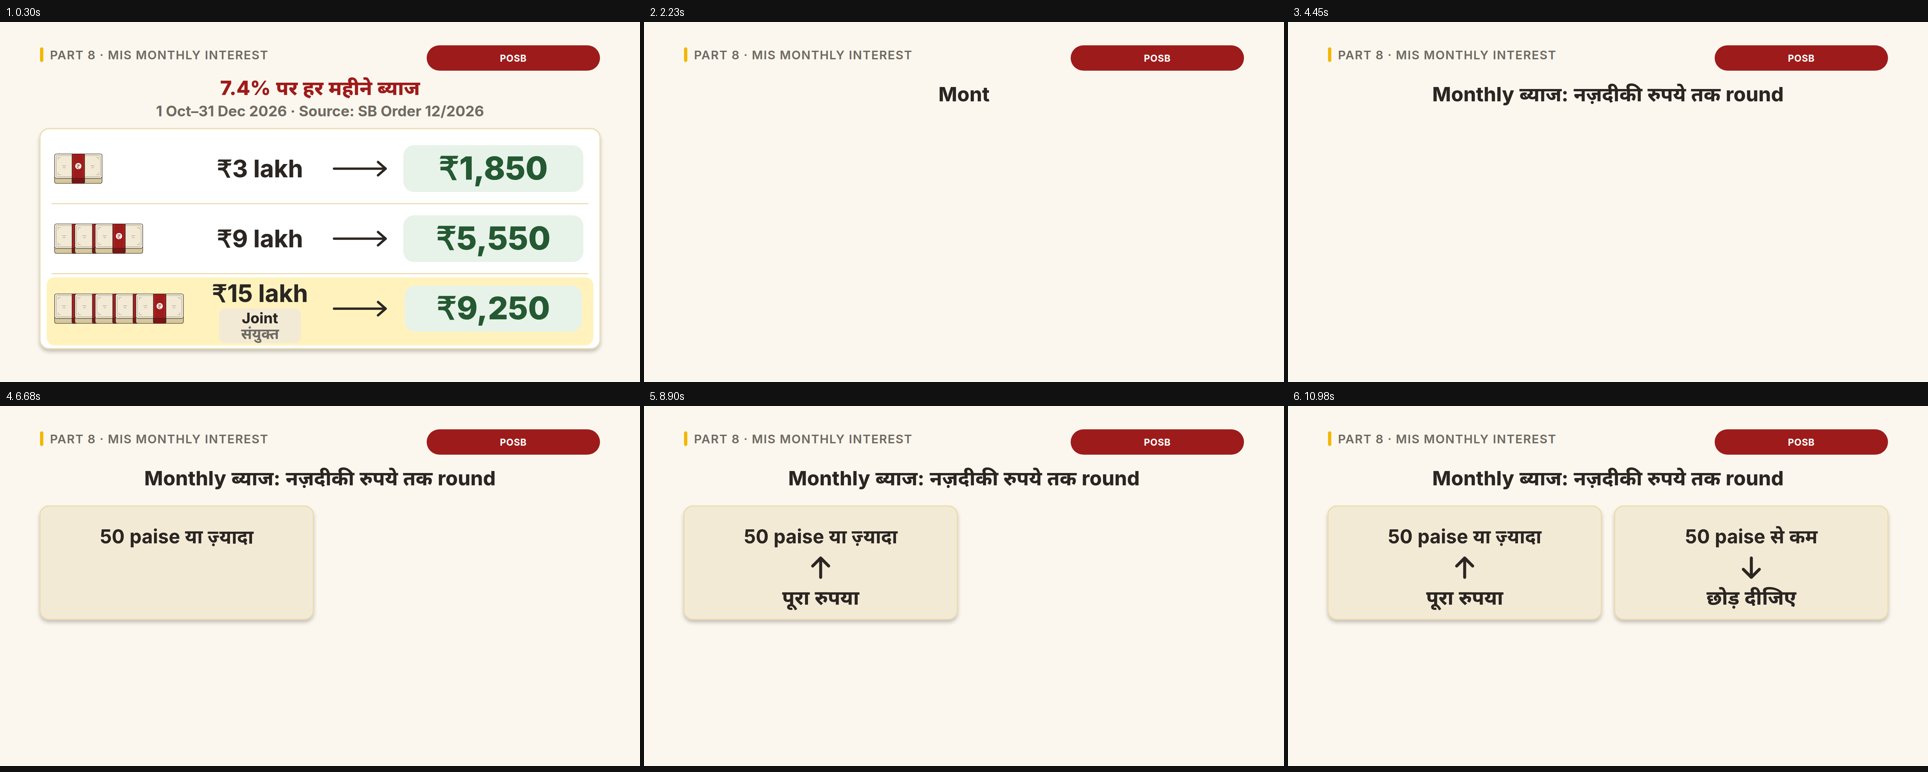 1. 0.30s
PART 8 · MIS MONTHLY INTEREST
POSB
7.4% पर हर महीने ब्याज
1 Oct–31 Dec 2026 · Source: SB Order 12/2026
₹3 lakh → ₹1,850
₹9 lakh → ₹5,550
₹15 lakh → ₹9,250
Joint
संयुक्त
2. 2.23s
PART 8 · MIS MONTHLY INTEREST
POSB
Mont
3. 4.45s
PART 8 · MIS MONTHLY INTEREST
POSB
Monthly ब्याज: नज़दीकी रुपये तक round
4. 6.68s
PART 8 · MIS MONTHLY INTEREST
POSB
Monthly ब्याज: नज़दीकी रुपये तक round
50 paise या ज़्यादा
5. 8.90s
PART 8 · MIS MONTHLY INTEREST
POSB
Monthly ब्याज: नज़दीकी रुपये तक round
50 paise या ज़्यादा
↑
पूरा रुपया
6. 10.98s
PART 8 · MIS MONTHLY INTEREST
POSB
Monthly ब्याज: नज़दीकी रुपये तक round
50 paise या ज़्यादा
↑
पूरा रुपया
50 paise से कम
↓
छोड़ दीजिए